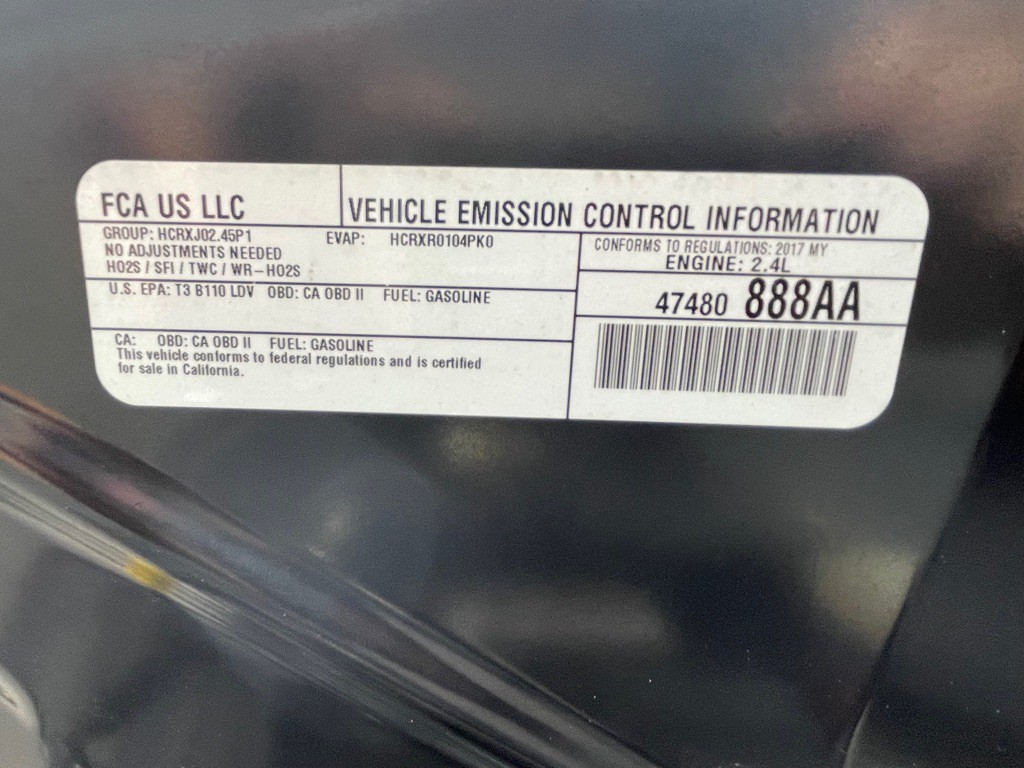 FCA US LLC
VEHICLE EMISSION CONTROL INFORMATION
GROUP: HCRXJ02.45P1 EVAP: HCRXR0104PK0
NO ADJUSTMENTS NEEDED
HO2S / SFI / TWC / WR-HO2S
CONFORMS TO REGULATIONS: 2017 MY
ENGINE: 2.4L
U.S. EPA: T3 B110 LDV OBD: CA OBD II FUEL: GASOLINE
47480 888AA
CA: OBD: CA OBD II FUEL: GASOLINE
This vehicle conforms to federal regulations and is certified
for sale in California.